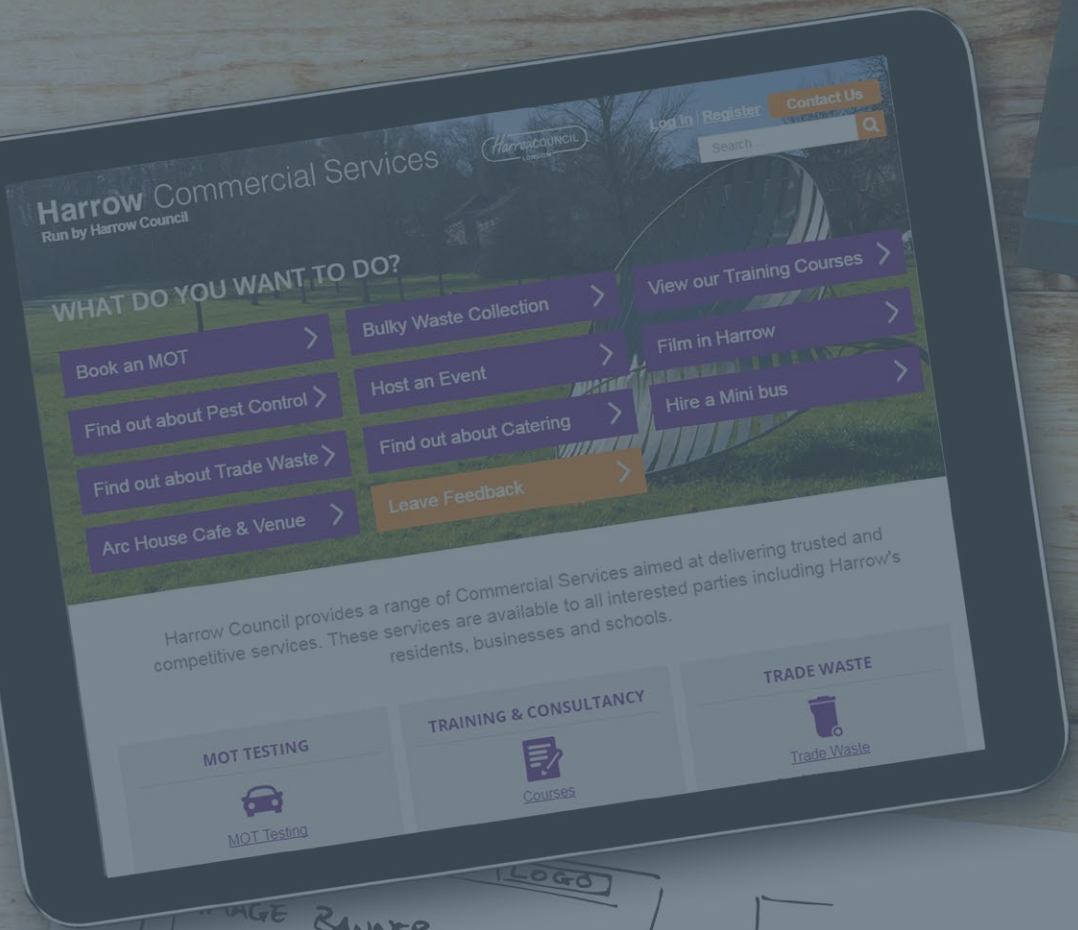 Log in | Register
Contact Us
Search ...
Harrow Commercial Services
Run by Harrow Council
HarrowCOUNCIL
LONDON
WHAT DO YOU WANT TO DO?
Book an MOT
Bulky Waste Collection
View our Training Courses
Find out about Pest Control
Host an Event
Film in Harrow
Find out about Trade Waste
Find out about Catering
Hire a Mini bus
Arc House Cafe & Venue
Leave Feedback
Harrow Council provides a range of Commercial Services aimed at delivering trusted and
competitive services. These services are available to all interested parties including Harrow's
residents, businesses and schools.
MOT TESTING
MOT Testing
TRAINING & CONSULTANCY
Courses
TRADE WASTE
Trade Waste
LOGO
IMAGE BANNER